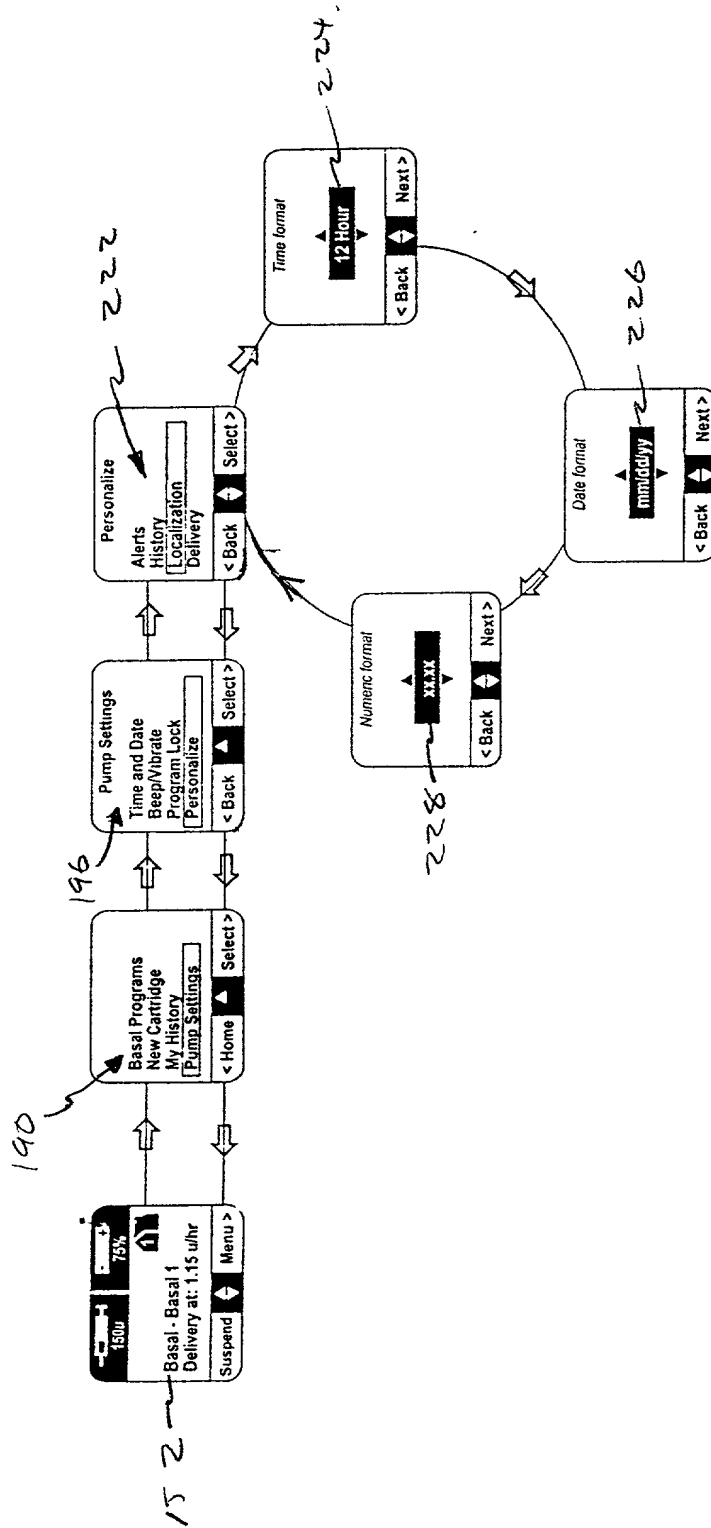 152
150u
75%
1
Basal - Basal 1
Delivery at: 1.15 u/hr
Suspend
Menu >
190
Basal Programs
New Cartridge
My History
Pump Settings
< Home
Select >
196
Pump Settings
Time and Date
Beep/Vibrate
Program Lock
Personalize
< Back
Select >
222
Personalize
Alerts
History
Localization
Delivery
< Back
Select >
224
Time format
12 Hour
< Back
Next >
226
Date format
mm/dd/yy
< Back
Next >
228
Numeric format
xx.xx
< Back
Next >